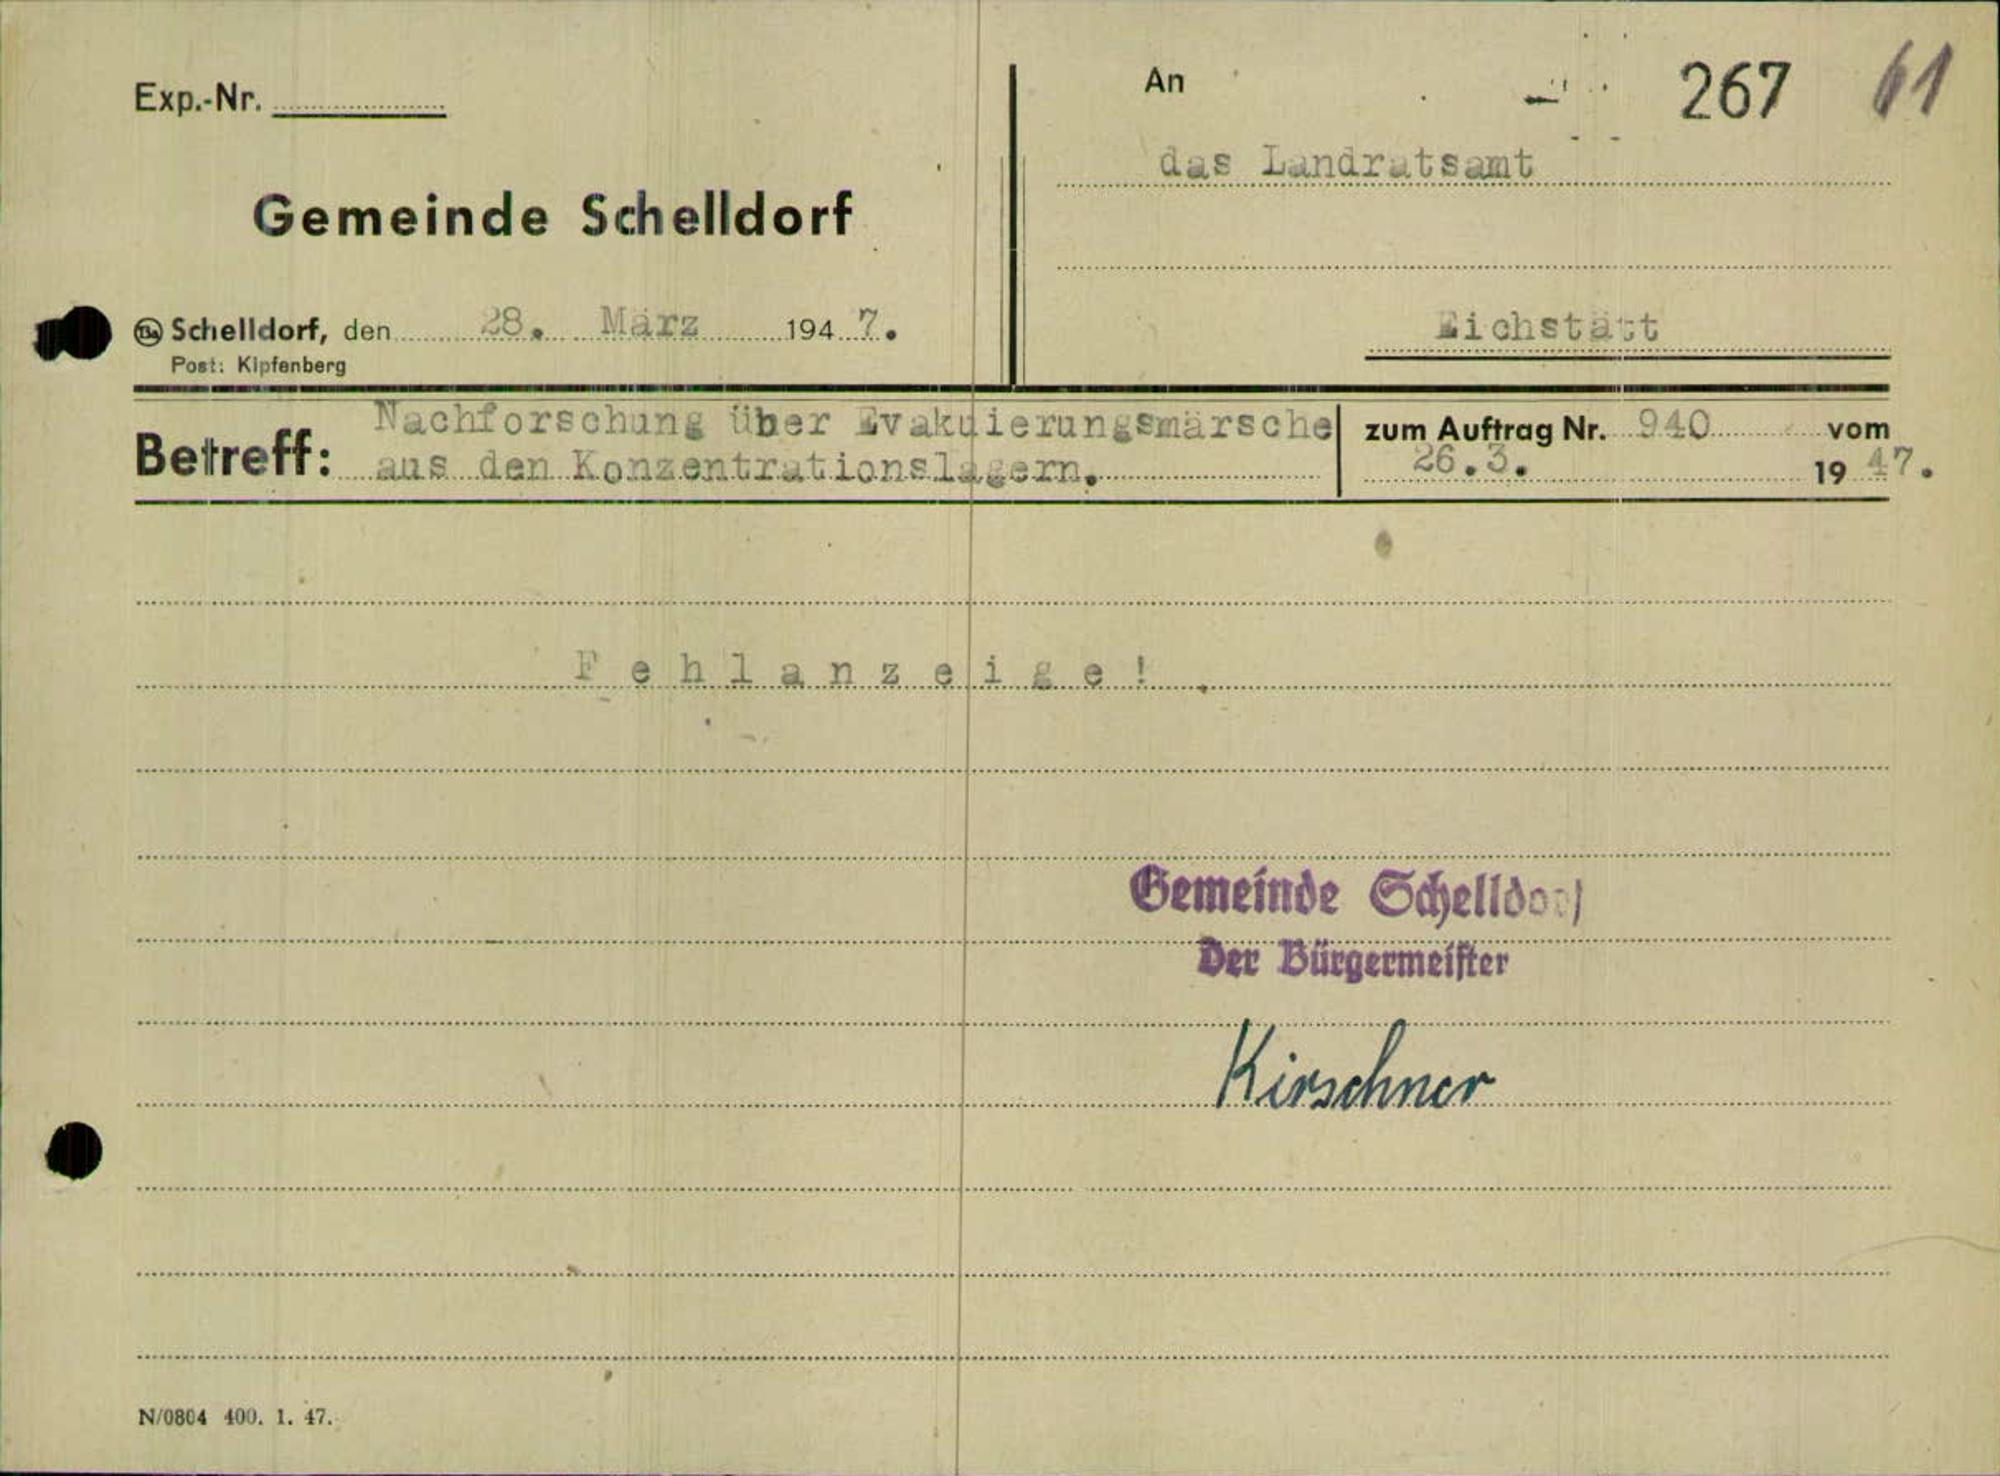 Exp.-Nr.
Gemeinde Schelldorf
Schelldorf, den 28. März 1947.
Post: Kipfenberg
An
267
61
das Landratsamt
Eichstätt
Betreff: Nachforschung über Evakuierungsmärsche
aus den Konzentrationslagern.
zum Auftrag Nr. 940 vom
26.3. 1947.
Fehlanzeige!
Gemeinde Schelldorf
Der Bürgermeister
Kirschner
N/0804 400. 1. 47.